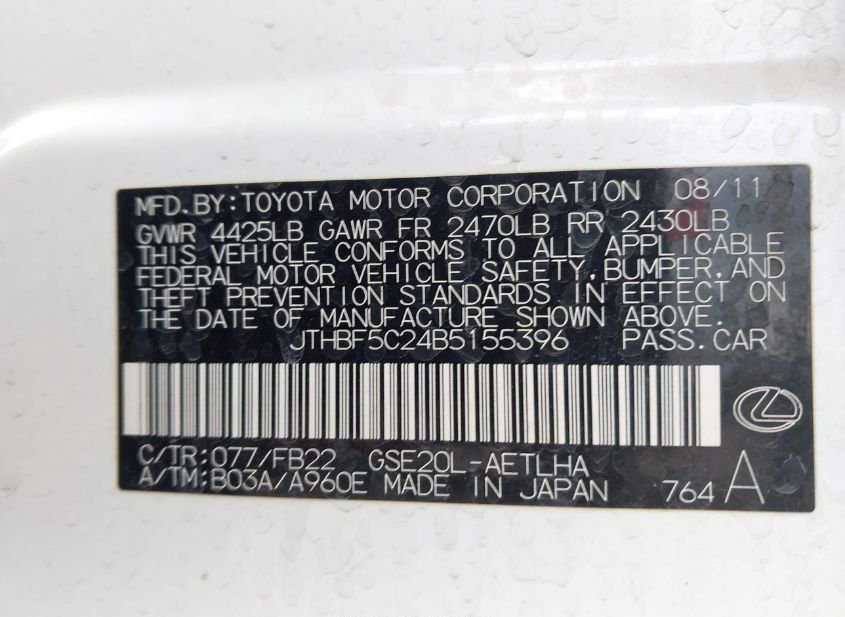 MFD.BY:TOYOTA MOTOR CORPORATION 08/11
GVWR 4425LB GAWR FR 2470LB RR 2430LB
THIS VEHICLE CONFORMS TO ALL APPLICABLE
FEDERAL MOTOR VEHICLE SAFETY,BUMPER,AND
THEFT PREVENTION STANDARDS IN EFFECT ON
THE DATE OF MANUFACTURE SHOWN ABOVE.
JTHBF5C24B5155396 PASS.CAR
C/TR:077/FB22 GSE20L-AETLHA
A/TM:B03A/A960E MADE IN JAPAN 764 A